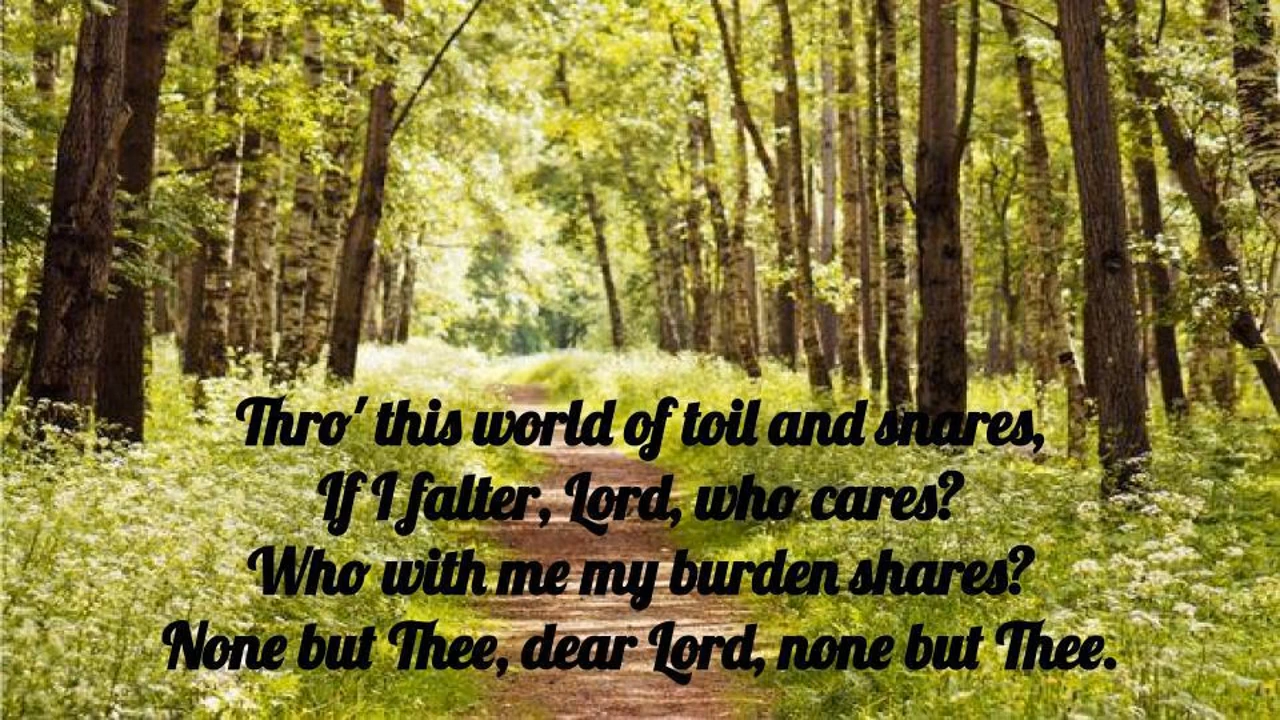 Thro' this world of toil and snares,
If I falter, Lord, who cares?
Who with me my burden shares?
None but Thee, dear Lord, none but Thee.